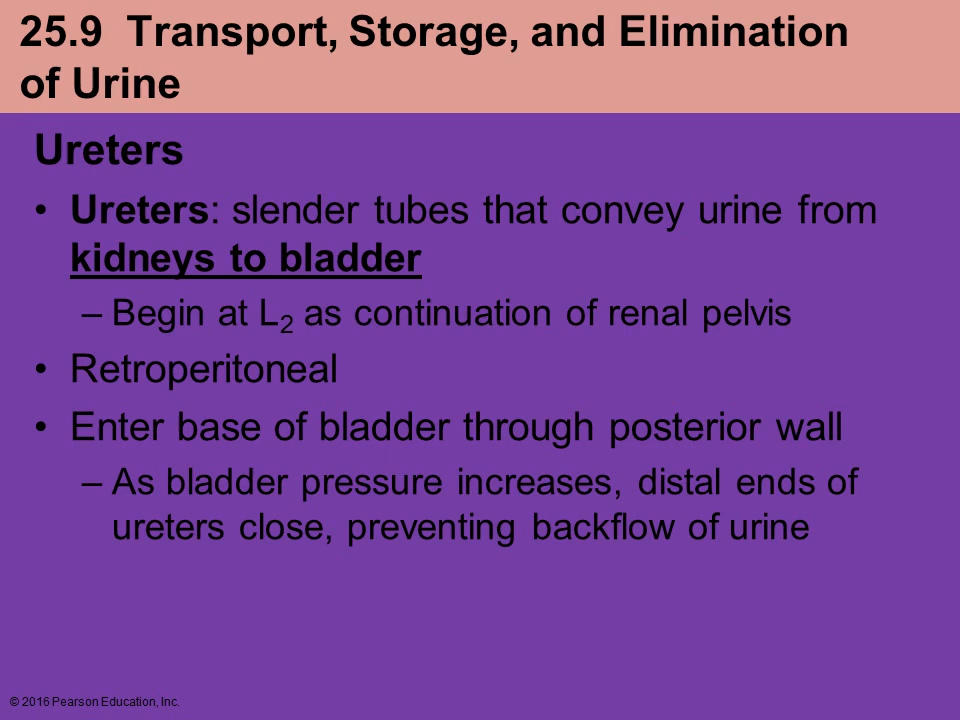 25.9 Transport, Storage, and Elimination
of Urine
Ureters
• Ureters: slender tubes that convey urine from
kidneys to bladder
– Begin at L2 as continuation of renal pelvis
• Retroperitoneal
• Enter base of bladder through posterior wall
– As bladder pressure increases, distal ends of
ureters close, preventing backflow of urine
© 2016 Pearson Education, Inc.